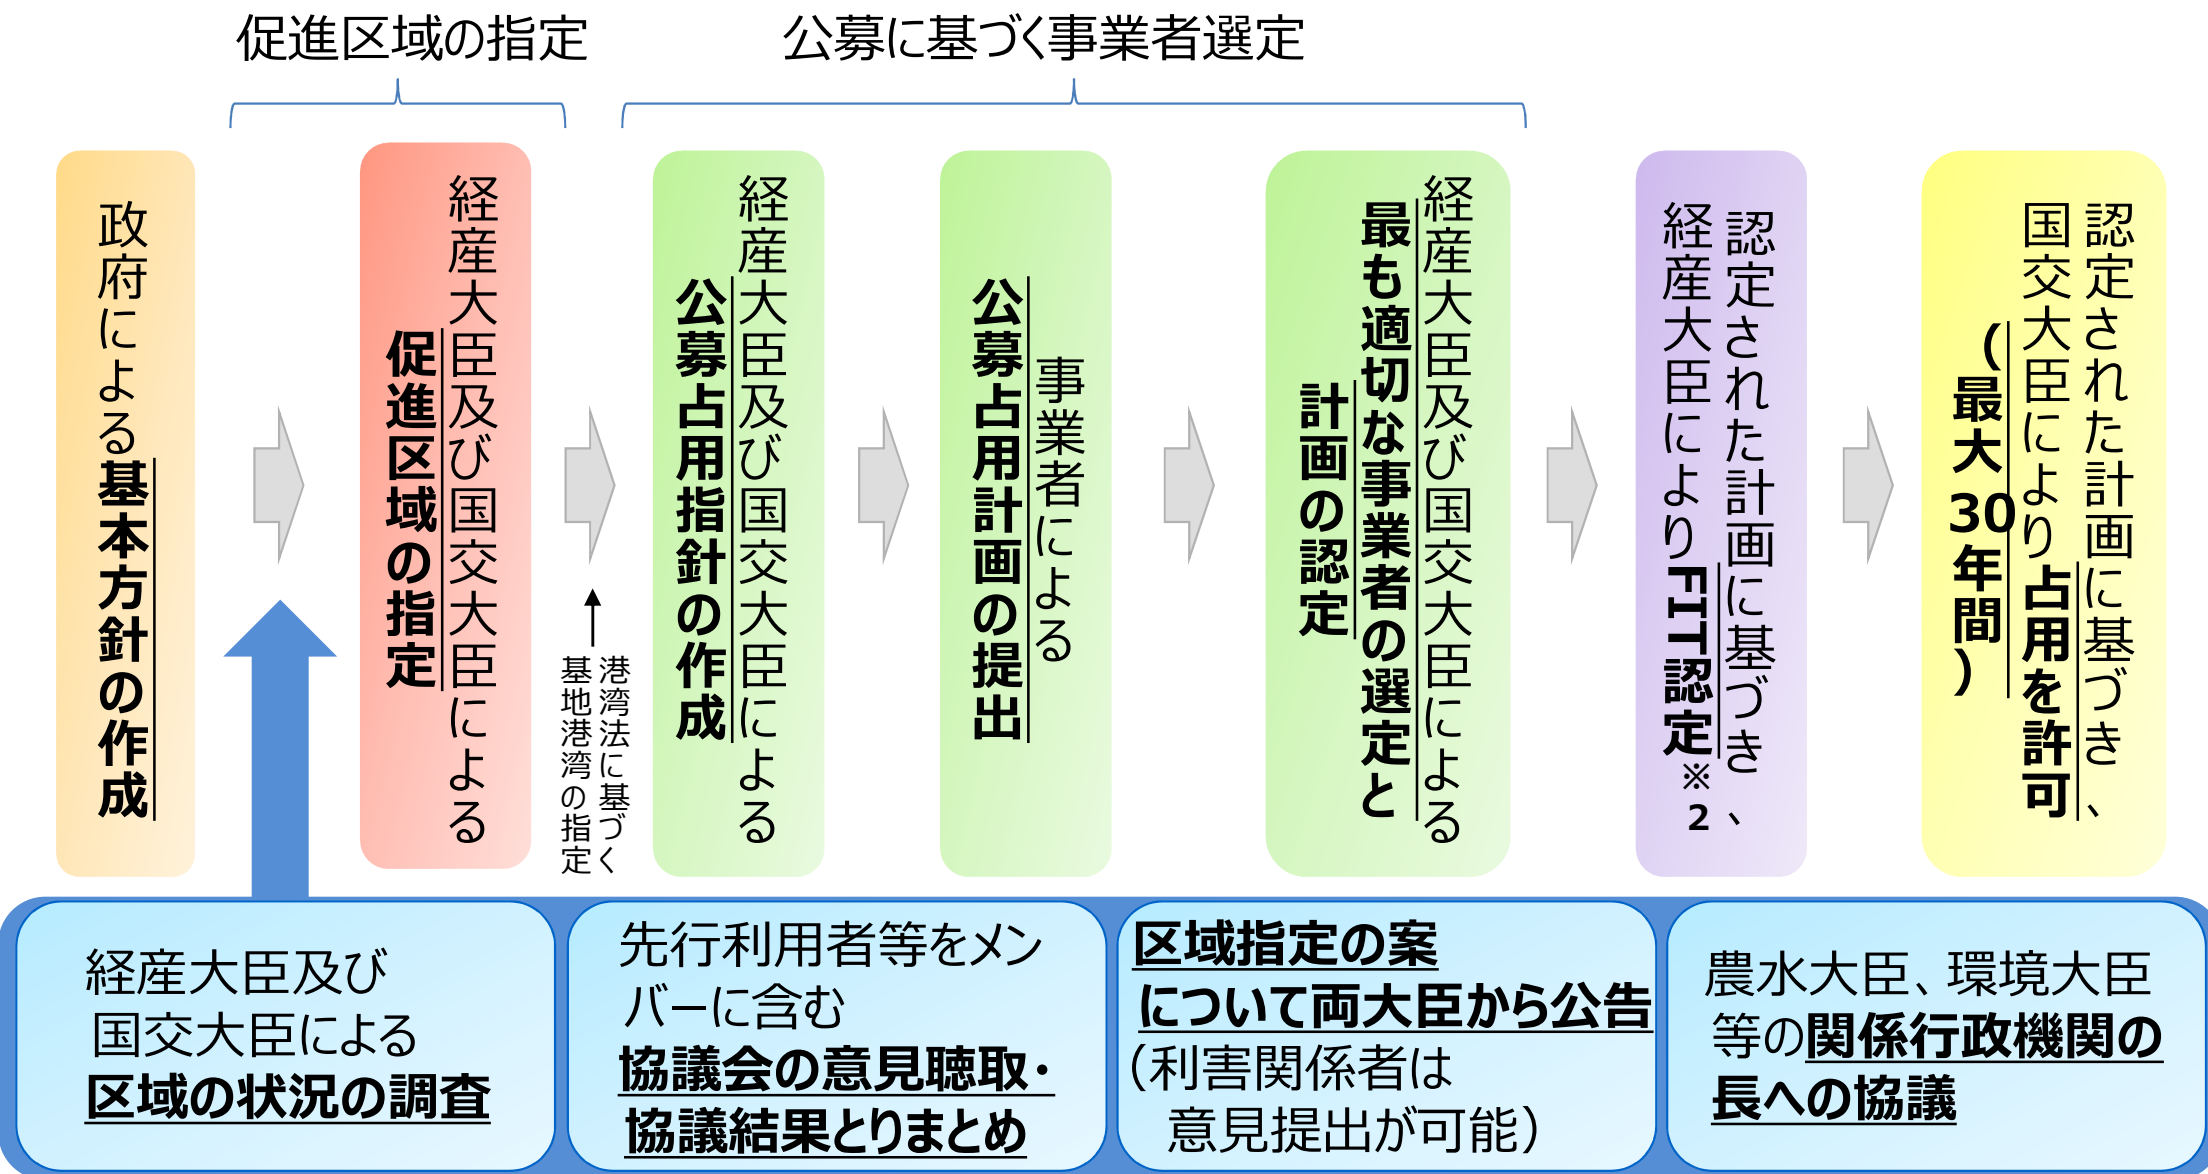 促進区域の指定
公募に基づく事業者選定
政府による基本方針の作成
経産大臣及び国交大臣による
促進区域の指定
港湾法に基づく
基地港湾の指定
経産大臣及び国交大臣による
公募占用指針の作成
事業者による
公募占用計画の提出
経産大臣及び国交大臣による
最も適切な事業者の選定と
計画の認定
認定された計画に基づき、
経産大臣によりFIT認定※2
認定された計画に基づき、
国交大臣により占用を許可
(最大30年間)
経産大臣及び
国交大臣による
区域の状況の調査
先行利用者等をメン
バーに含む
協議会の意見聴取・
協議結果とりまとめ
区域指定の案
について両大臣から公告
（利害関係者は
意見提出が可能）
農水大臣、環境大臣
等の関係行政機関の
長への協議